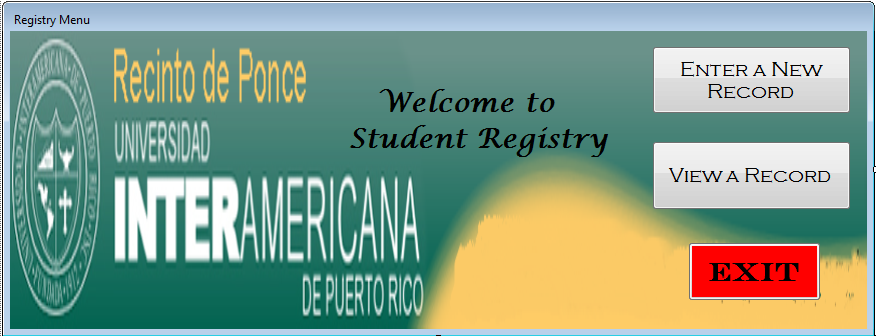 Registry Menu
Recinto de Ponce
UNIVERSIDAD
INTERAMERICANA
DE PUERTO RICO
Welcome to
Student Registry
Enter a New
Record
View a Record
EXIT